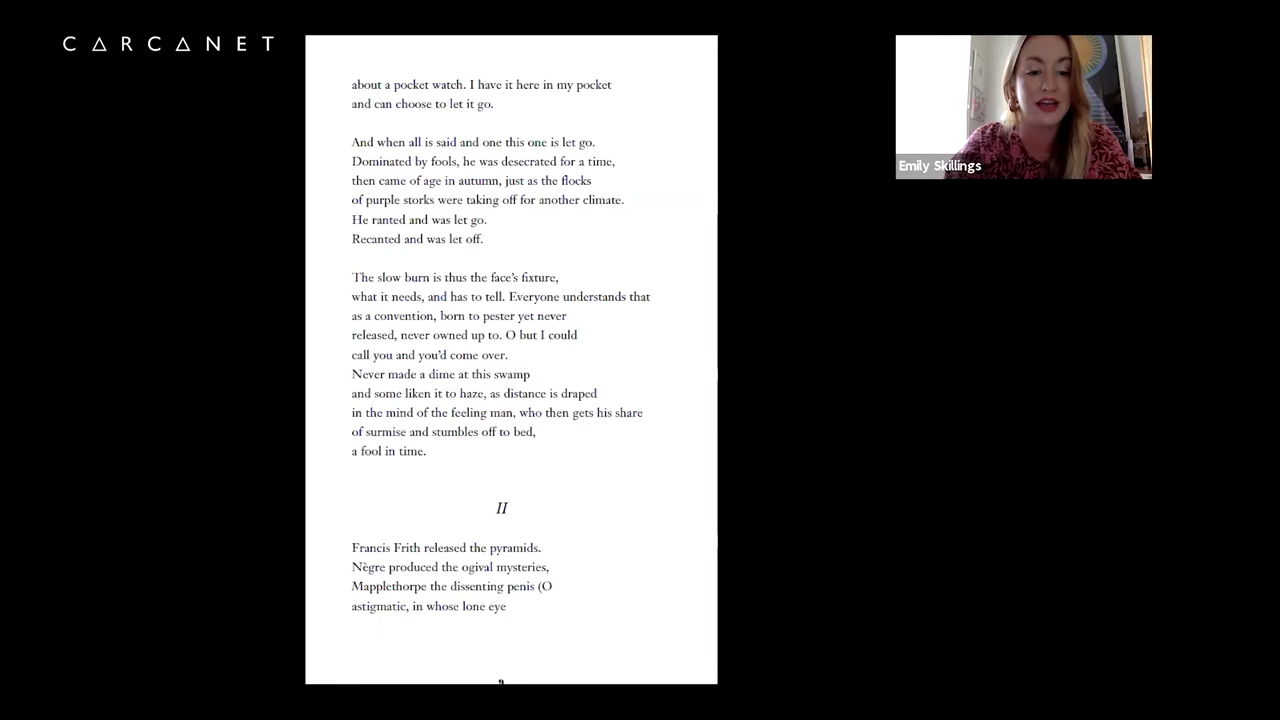 CARCANET
about a pocket watch. I have it here in my pocket
and can choose to let it go.
And when all is said and one this one is let go.
Dominated by fools, he was desecrated for a time,
then came of age in autumn, just as the flocks
of purple storks were taking off for another climate.
He ranted and was let go.
Recanted and was let off.
The slow burn is thus the face’s fixture,
what it needs, and has to tell. Everyone understands that
as a convention, born to pester yet never
released, never owned up to. O but I could
call you and you’d come over.
Never made a dime at this swamp
and some liken it to haze, as distance is draped
in the mind of the feeling man, who then gets his share
of surmise and stumbles off to bed,
a fool in time.
II
Francis Frith released the pyramids.
Nègre produced the ogival mysteries,
Mapplethorpe the dissenting penis (O
astigmatic, in whose lone eye
Emily Skillings